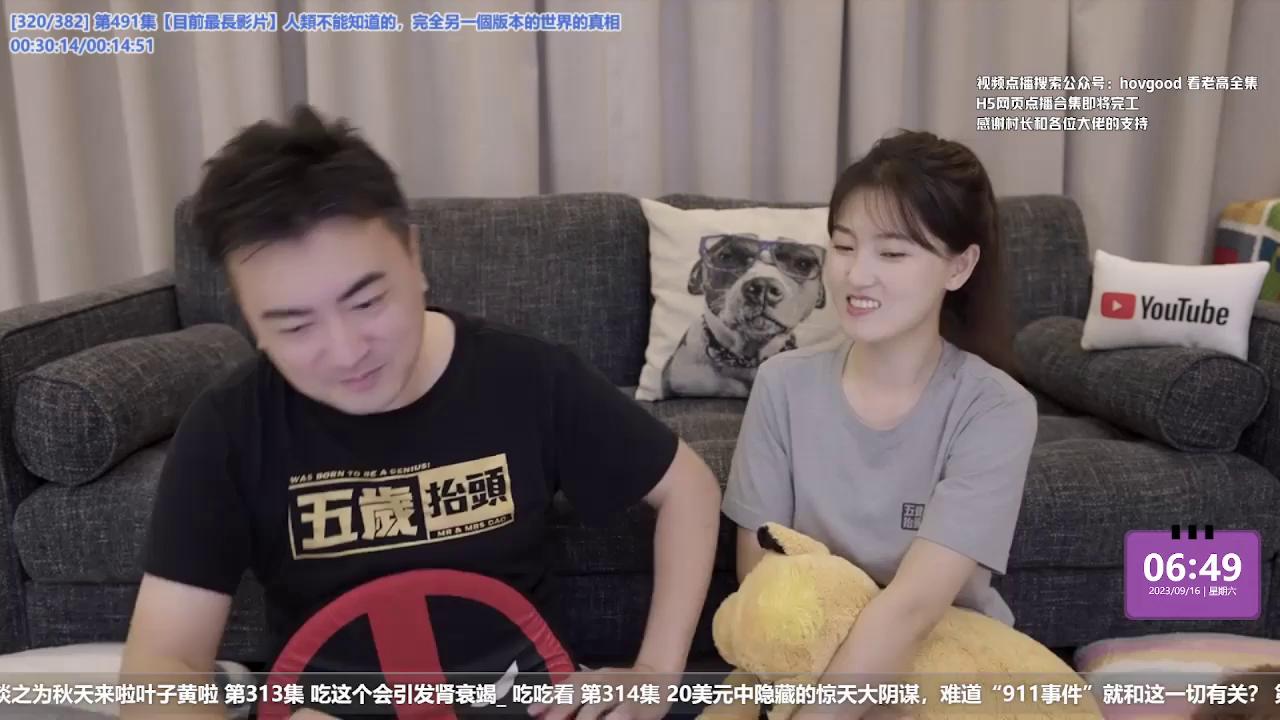 [320/382] 第491集【目前最長影片】人類不能知道的，完全另一個版本的世界的真相
00:30:14/00:14:51
视频点播搜索公众号：hovgood 看老高全集
H5网页点播合集即将完工
感谢村长和各位大佬的支持
YouTube
WAS BORN TO BE A GENIUS!
五歲抬頭
MR & MRS GAO
五歲
抬頭
06:49
2023/09/16 | 星期六
谈之为秋天来啦叶子黄啦 第313集 吃这个会引发肾衰竭_ 吃吃看 第314集 20美元中隐藏的惊天大阴谋，难道“911事件”就和这一切有关？